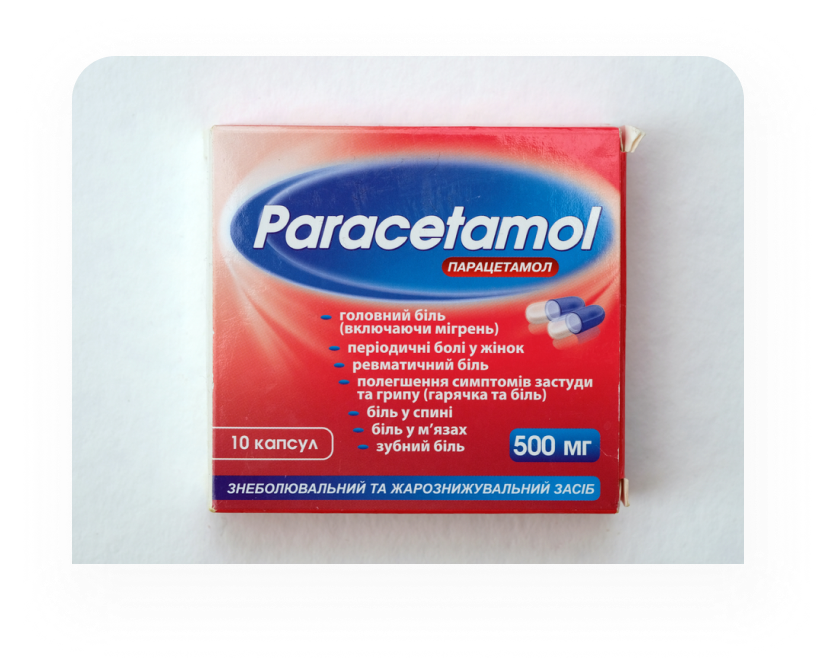 Paracetamol
ПАРАЦЕТАМОЛ
головний біль
(включаючи мігрень)
періодичні болі у жінок
ревматичний біль
полегшення симптомів застуди
та грипу (гарячка та біль)
біль у спині
біль у м'язах
зубний біль
10 капсул
500 мг
ЗНЕБОЛЮВАЛЬНИЙ ТА ЖАРОЗНИЖУВАЛЬНИЙ ЗАСІБ